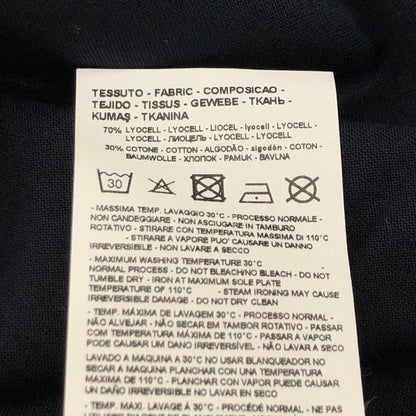 TESSUTO - FABRIC - COMPOSICAO -
TEJIDO - TISSUS - GEWEBE - ТКАНЬ -
KUMAŞ - TKANINA
70% LYOCELL - LYOCELL - LIOCEL - lyocell - LYOCELL
- LYOCELL - ЛИОЦЕЛЬ - LYOCELL - LYOCELL
30% COTONE - COTTON - ALGODÃO - algodón - COTON -
BAUMWOLLE - ХЛОПОК - PAMUK - BAVLNA
30
- MASSIMA TEMP. LAVAGGIO 30°C - PROCESSO NORMALE -
NON CANDEGGIARE - NON ASCIUGARE IN TAMBURO
ROTATIVO - STIRARE CON TEMPERATURA MASSIMA DI 110°C
- STIRARE A VAPORE PUO' CAUSARE UN DANNO
IRREVERSIBILE - NON LAVARE A SECCO
- MAXIMUM WASHING TEMPERATURE 30°C
NORMAL PROCESS - DO NOT BLEACH/NO BLEACH - DO NOT
TUMBLE DRY - IRON AT MAXIMUM SOLE PLATE
TEMPERATURE OF 110°C - STEAM IRONING MAY CAUSE
IRREVERSIBLE DAMAGE - DO NOT DRY CLEAN
- TEMP. MÁXIMA DE LAVAGEM 30°C - PROCESSO NORMAL -
NÃO ALVEJAR - NÃO SECAR EM TAMBOR ROTATIVO - PASSAR
COM TEMPERATURA MÁXIMA DE 110°C - PASSAR A VAPOR
PODE CAUSAR UM DANO IRREVERSÍVEL - NÃO LAVAR A SECO
LAVADO A MAQUINA A 30°C NO USAR BLANQUEADOR NO
SECAR A MAQUINA PLANCHAR CON UNA TEMPERATURA
MAXIMA DE 110°C - PLANCHAR CON VAPOR PUEDE CAUSAR
UN DAÑO IRREVERSIBLE - NO LAVAR EN SECO
- TEMP. MAXI. LAVAGE À 30°C - PROCÉDÉ NORMAL - NE